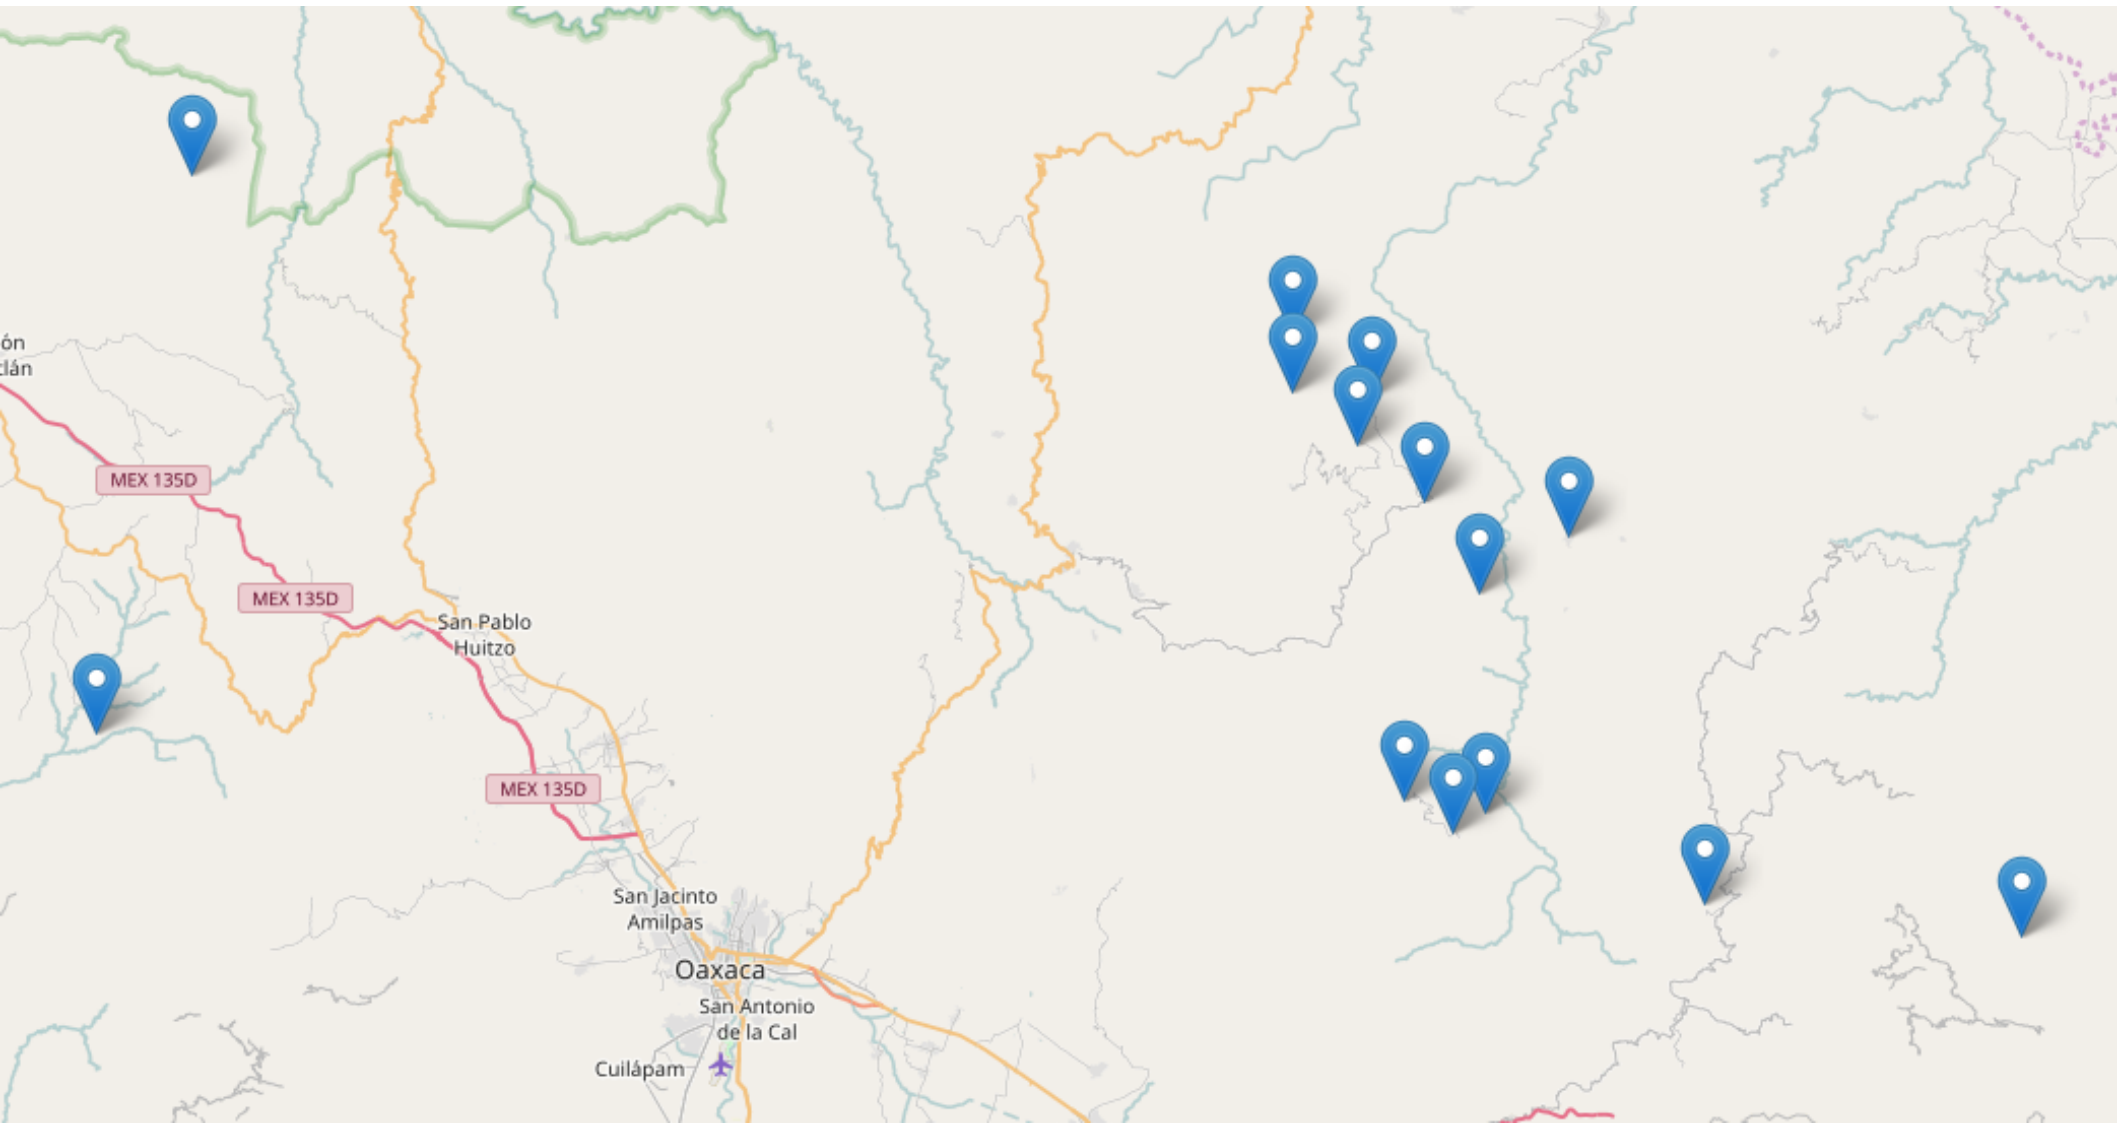 ón
clán
MEX 135D
MEX 135D
San Pablo
Huitzo
MEX 135D
San Jacinto
Amilpas
Oaxaca
San Antonio
de la Cal
Cuilápam